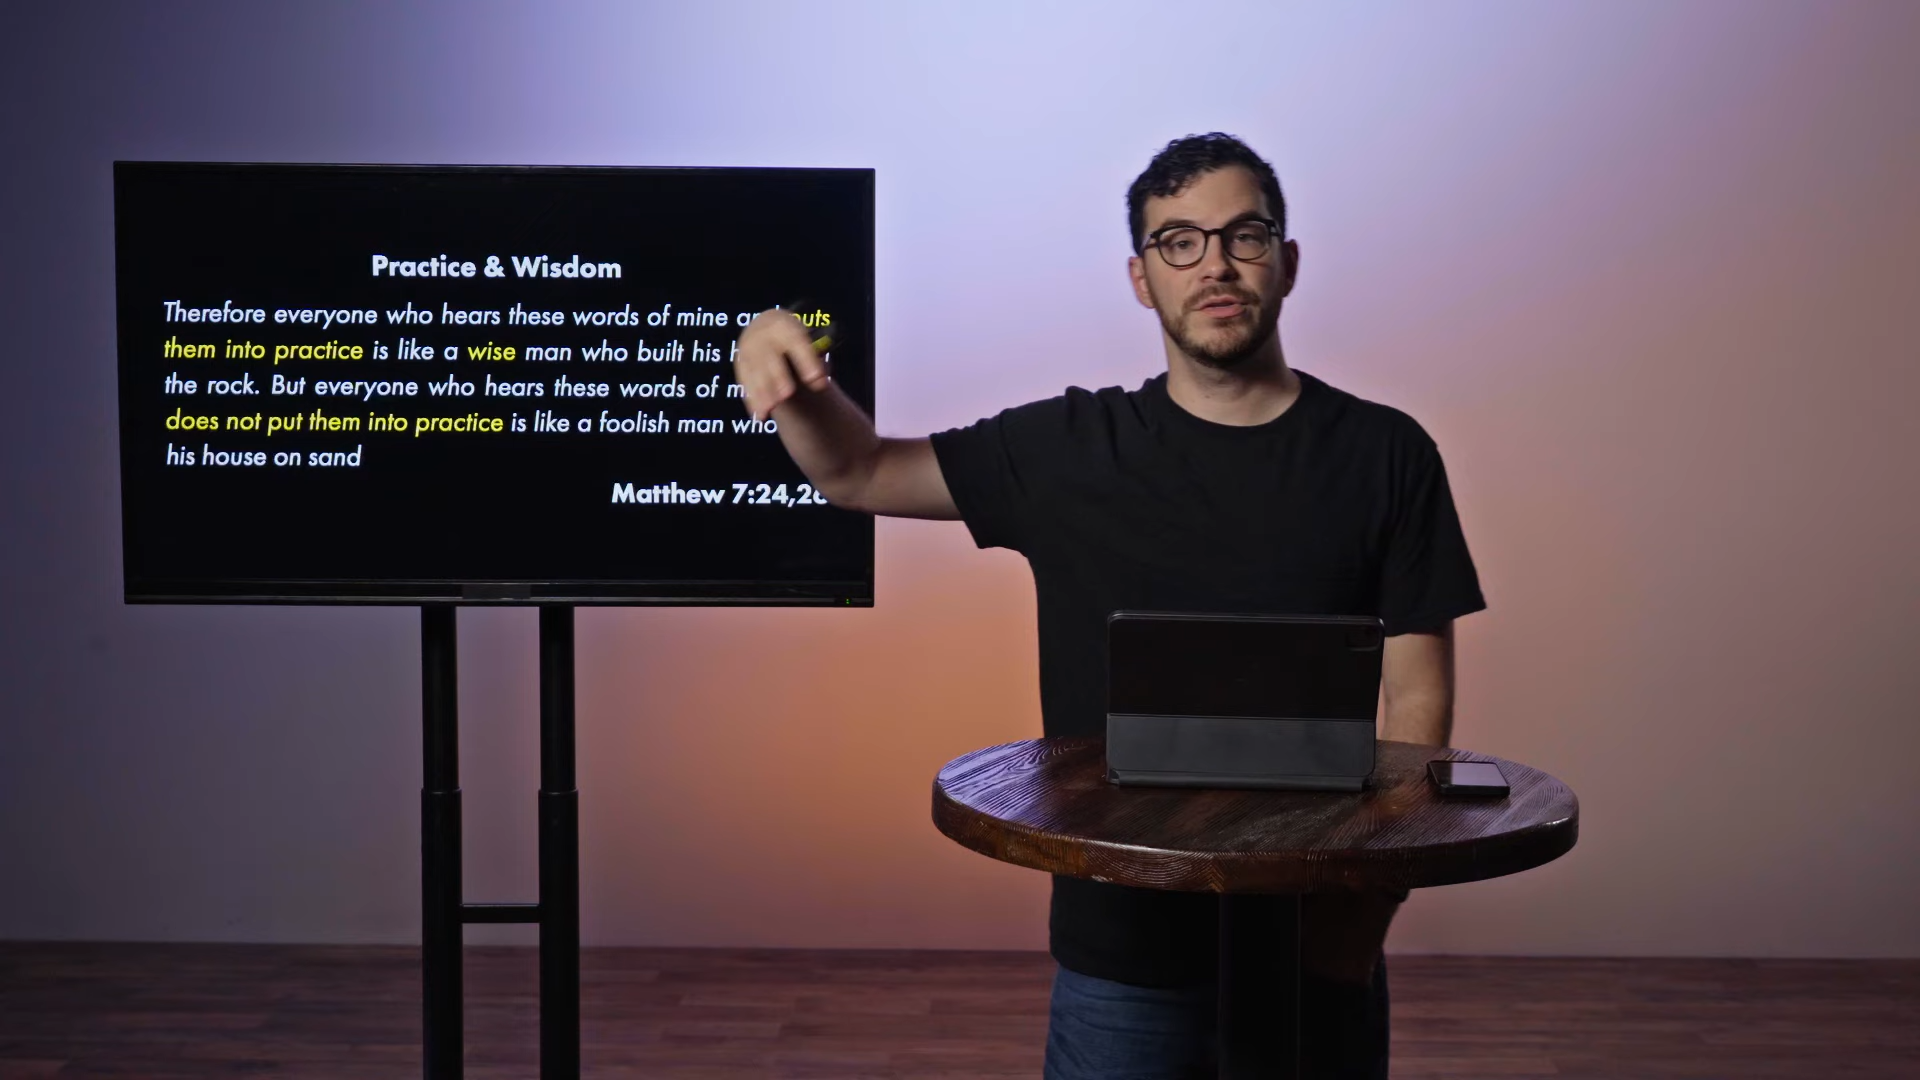 Practice & Wisdom
Therefore everyone who hears these words of mine puts
them into practice is like a wise man who built his
the rock. But everyone who hears these words of
does not put them into practice is like a foolish man who
his house on sand
Matthew 7:24,26